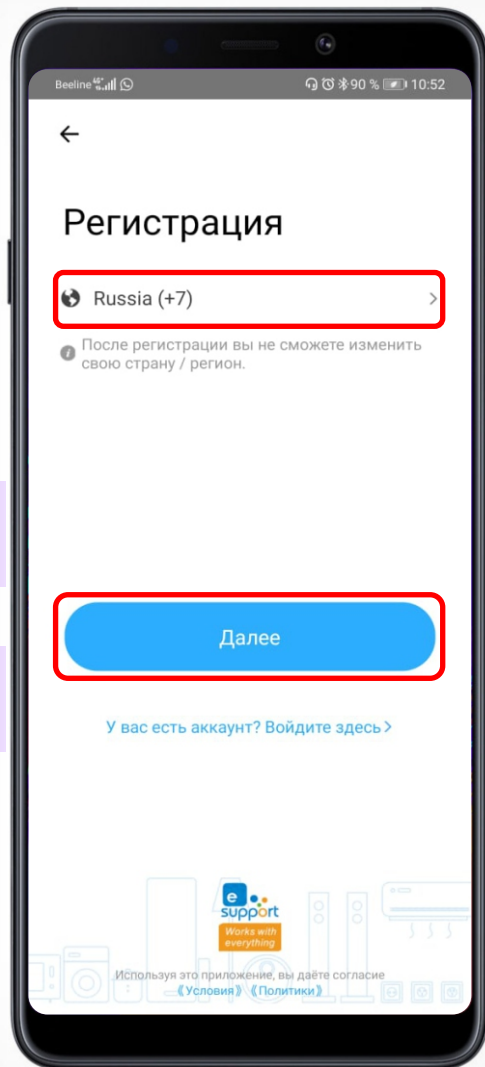 Beeline 4G 90 % 10:52
Регистрация
Russia (+7)
После регистрации вы не сможете изменить
свою страну / регион.
Далее
У вас есть аккаунт? Войдите здесь >
e
support
Works with
everything
Используя это приложение, вы даёте согласие
《Условия》《Политики》